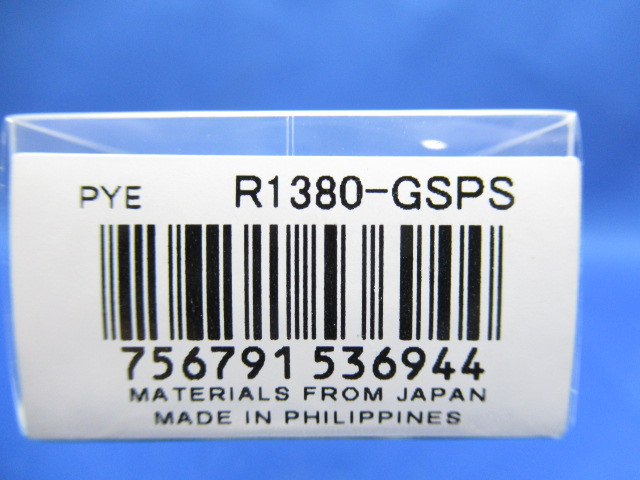 PYE R1380-GSPS
756791 536944
MATERIALS FROM JAPAN
MADE IN PHILIPPINES